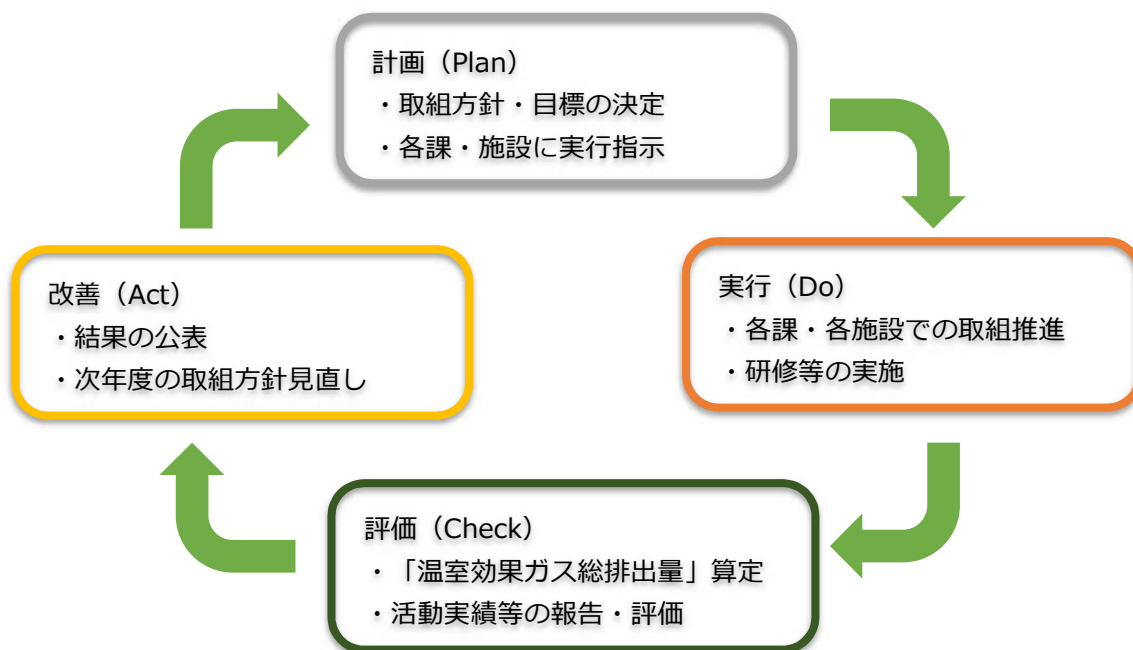 計画（Plan）
・取組方針・目標の決定
・各課・施設に実行指示
実行（Do）
・各課・各施設での取組推進
・研修等の実施
評価（Check）
・「温室効果ガス総排出量」算定
・活動実績等の報告・評価
改善（Act）
・結果の公表
・次年度の取組方針見直し